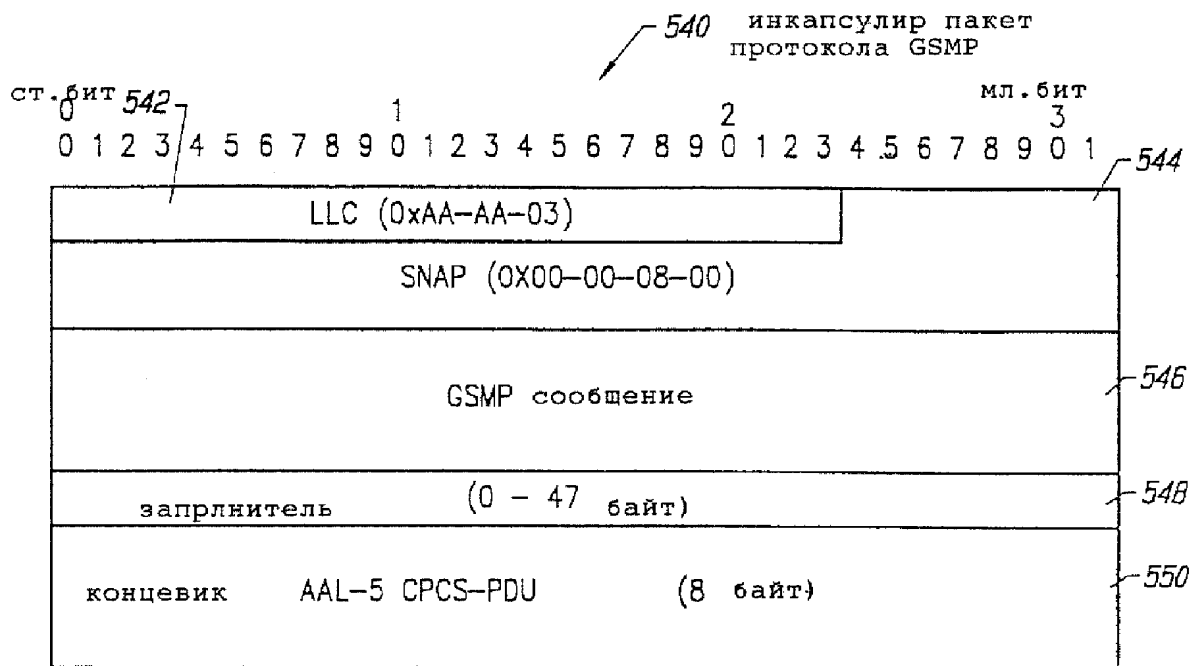 540 инкапсулир пакет
протокола GSMP
ст.бит 542 мл.бит
0 1 2 3
0 1 2 3 4 5 6 7 8 9 0 1 2 3 4 5 6 7 8 9 0 1 2 3 4 5 6 7 8 9 0 1
544
LLC (0xAA-AA-03)
SNAP (0X00-00-08-00)
GSMP сообщение
546
запрлнитель (0 - 47 байт)
548
концевик AAL-5 CPCS-PDU (8 байт)
550